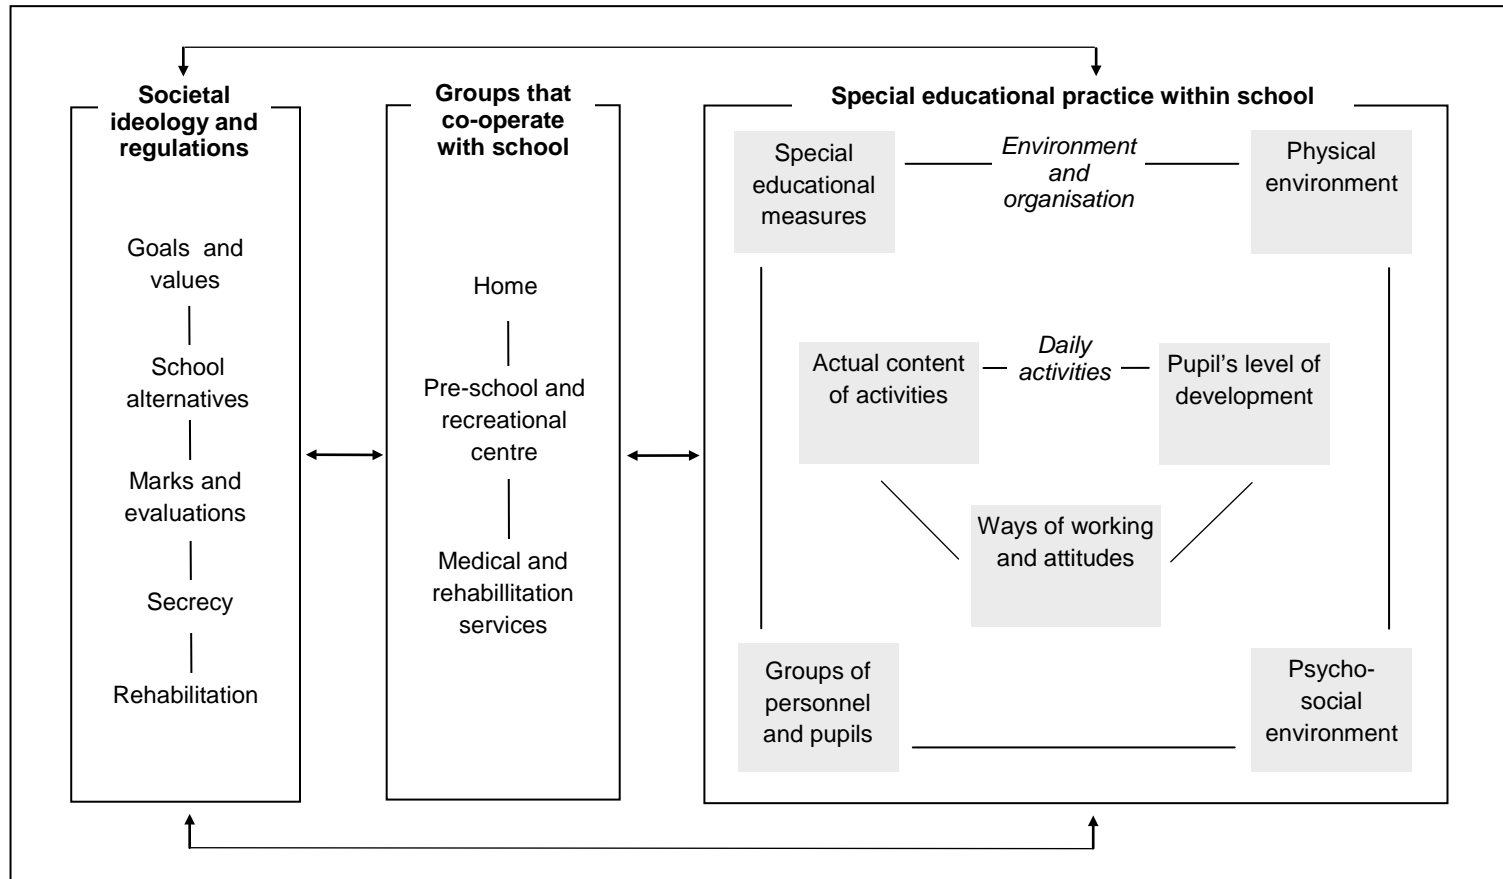 Societal
ideology and
regulations
Goals and
values
School
alternatives
Marks and
evaluations
Secrecy
Rehabilitation
Groups that
co-operate
with school
Home
Pre-school and
recreational
centre
Medical and
rehabillitation
services
Special educational practice within school
Special
educational
measures
Environment
and
organisation
Physical
environment
Actual content
of activities
Daily
activities
Pupil’s level of
development
Ways of working
and attitudes
Groups of
personnel
and pupils
Psycho-
social
environment